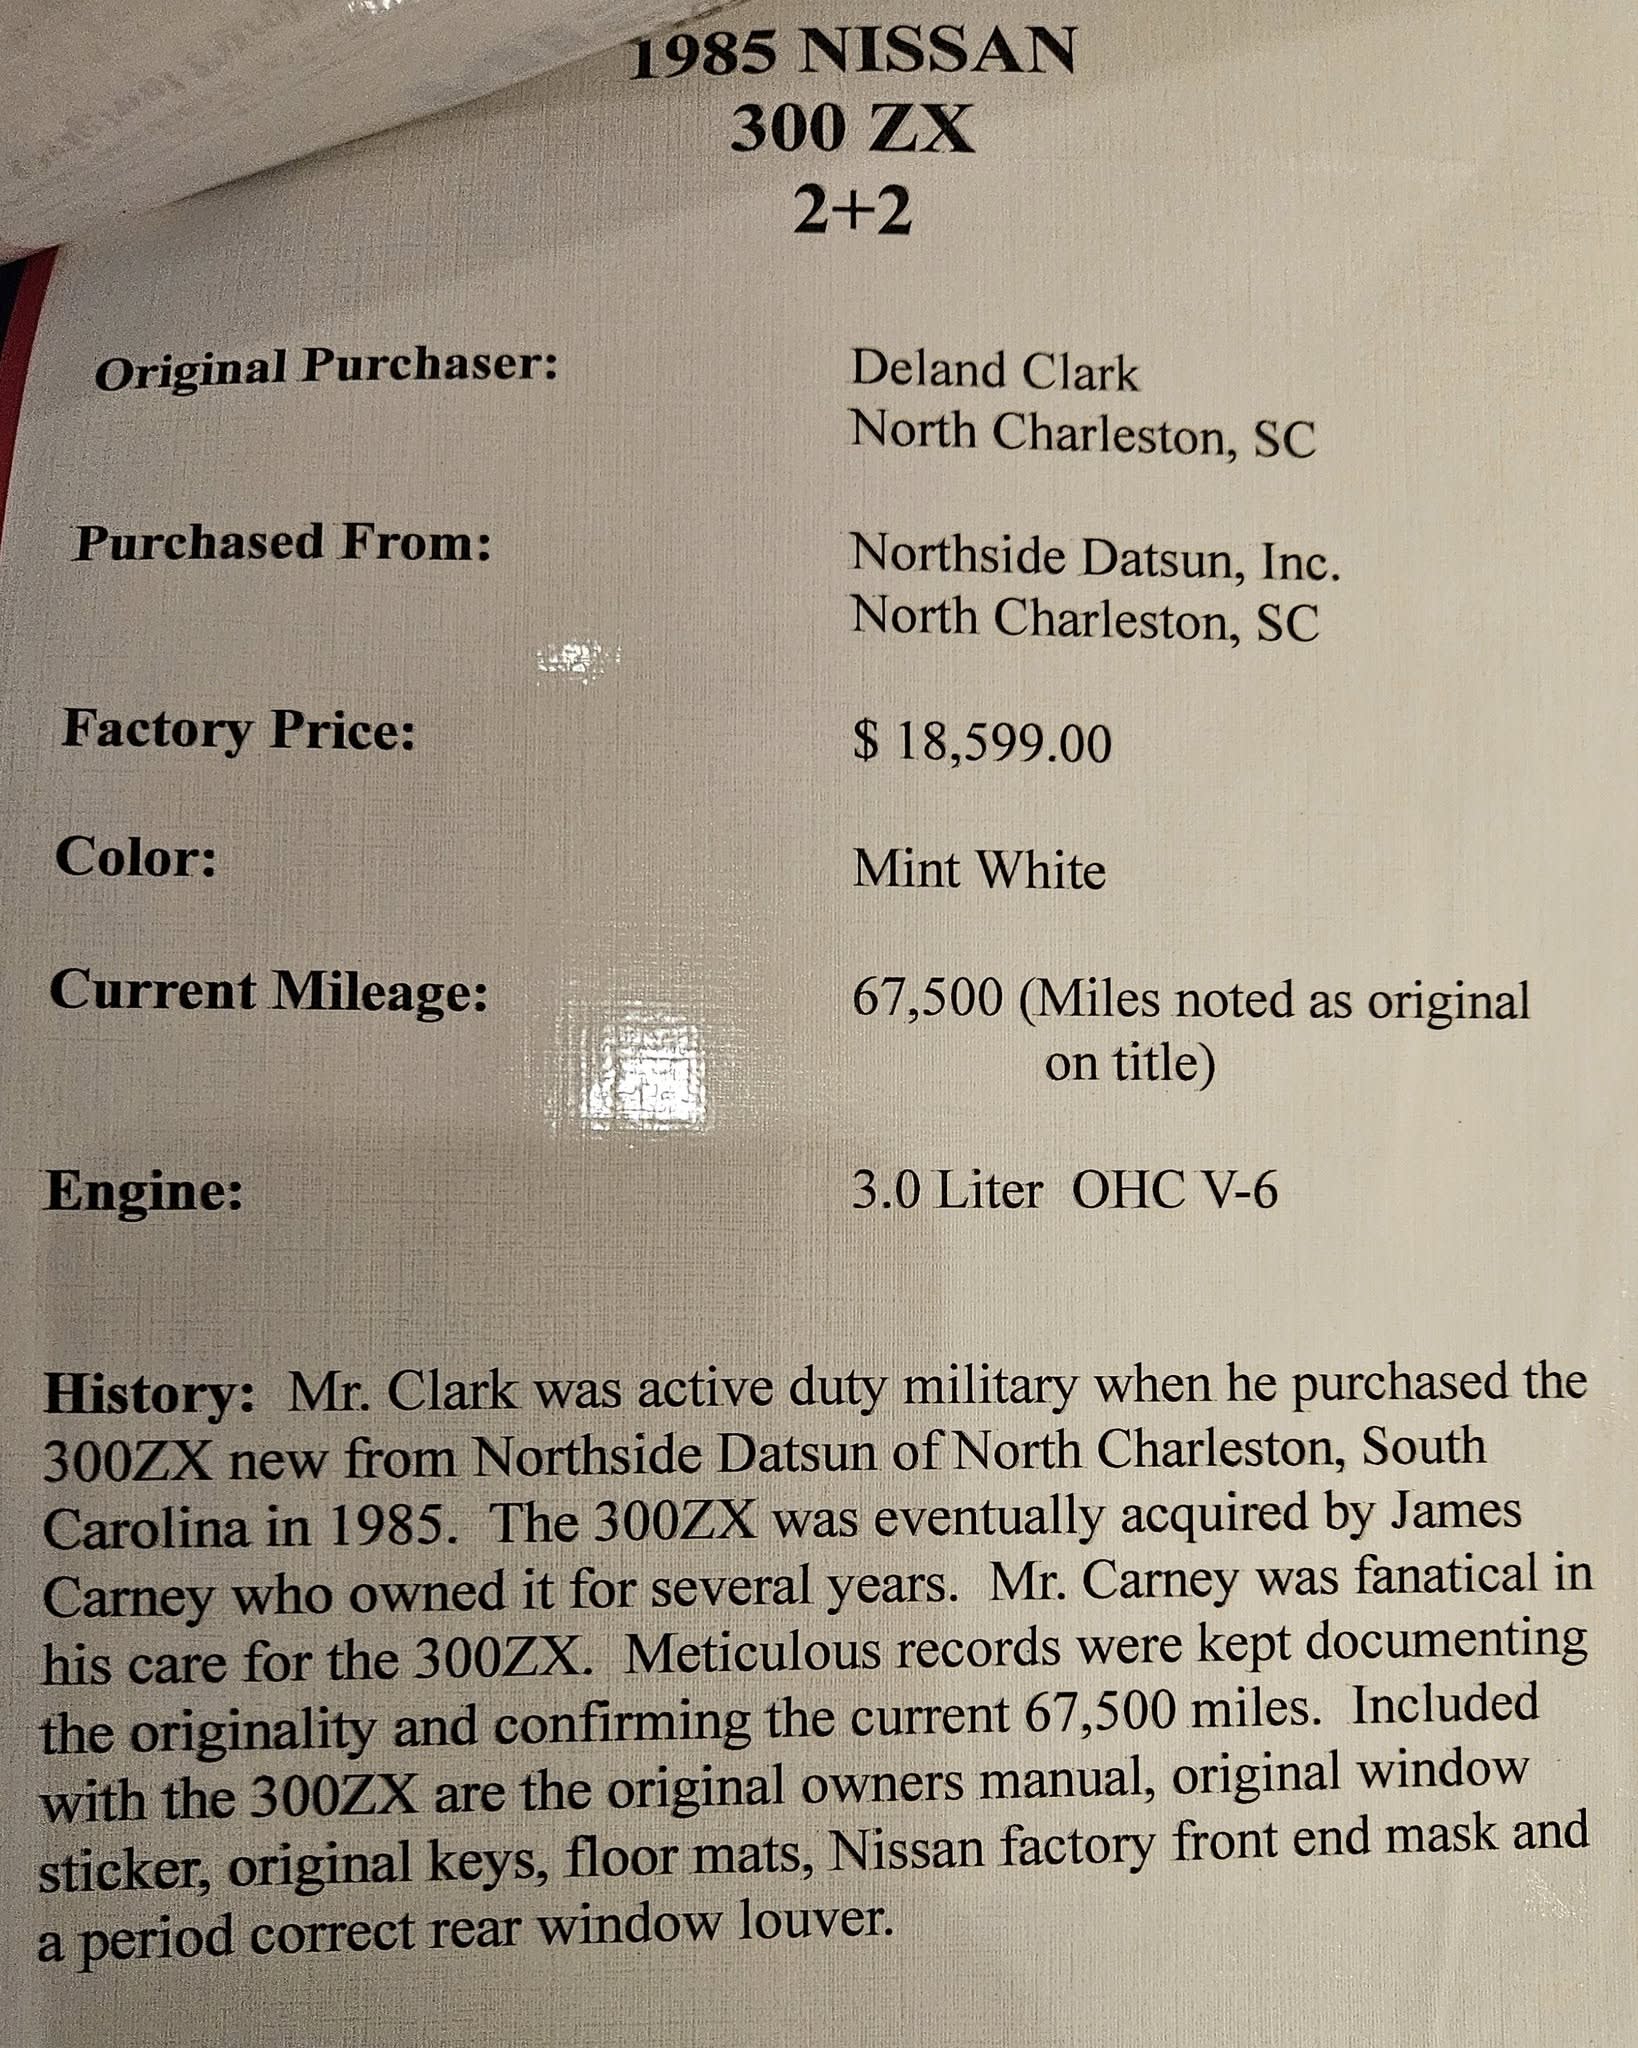 1985 NISSAN
300 ZX
2+2
Original Purchaser: Deland Clark
North Charleston, SC
Purchased From: Northside Datsun, Inc.
North Charleston, SC
Factory Price: $ 18,599.00
Color: Mint White
Current Mileage: 67,500 (Miles noted as original
on title)
Engine: 3.0 Liter OHC V-6
History: Mr. Clark was active duty military when he purchased the
300ZX new from Northside Datsun of North Charleston, South
Carolina in 1985. The 300ZX was eventually acquired by James
Carney who owned it for several years. Mr. Carney was fanatical in
his care for the 300ZX. Meticulous records were kept documenting
the originality and confirming the current 67,500 miles. Included
with the 300ZX are the original owners manual, original window
sticker, original keys, floor mats, Nissan factory front end mask and
a period correct rear window louver.